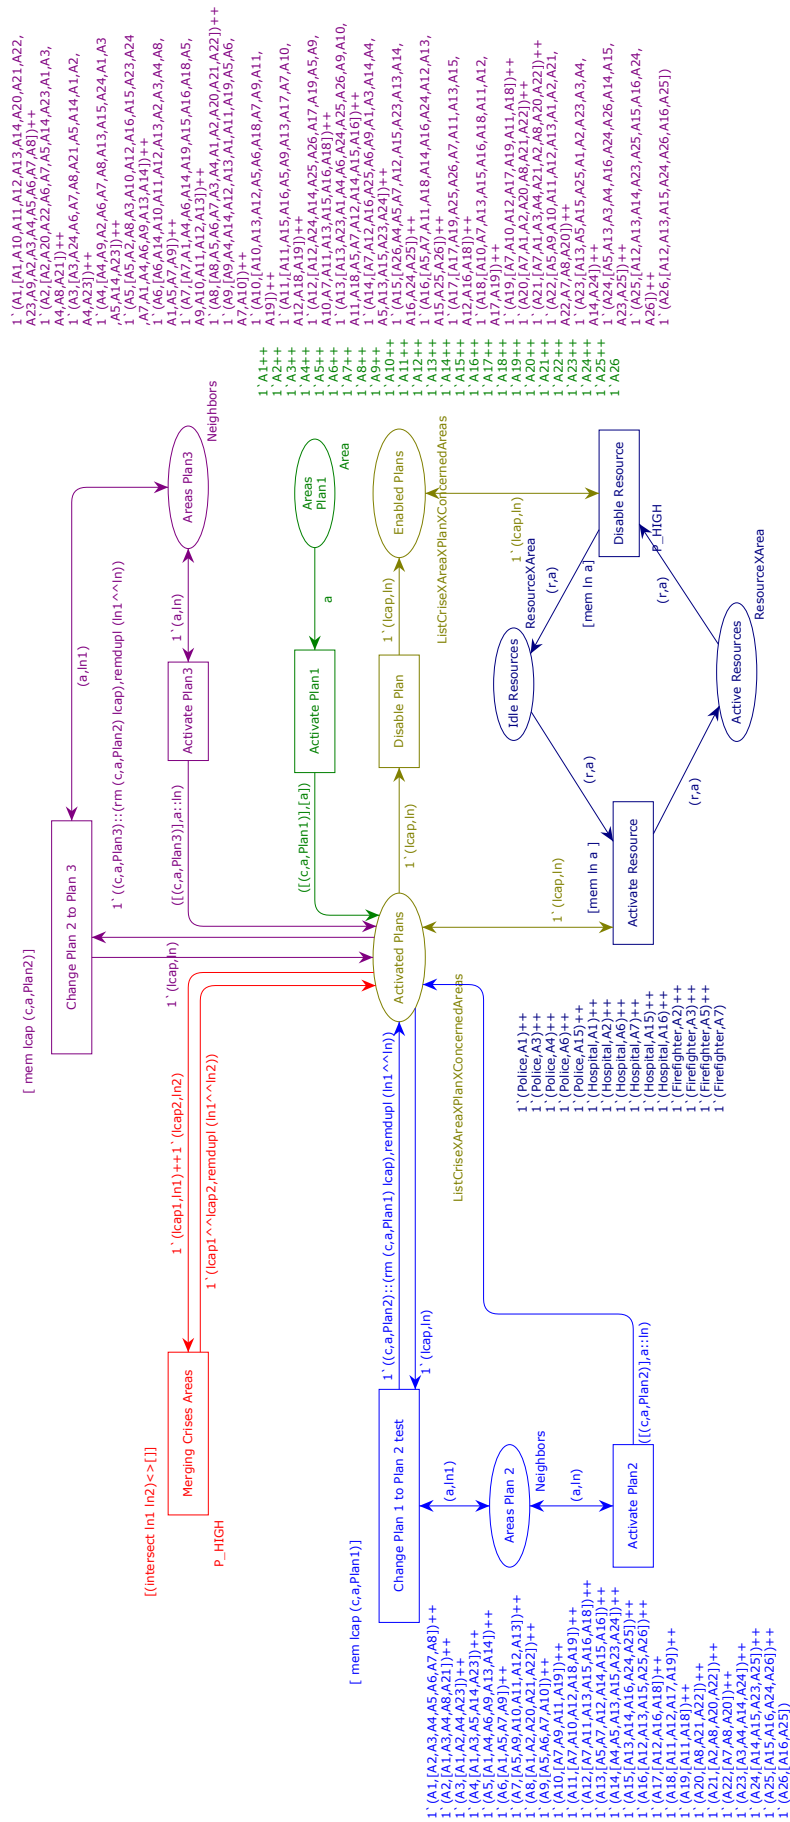 [ mem lcap (c,a,Plan2)]
Change Plan 2 to Plan 3
(a,ln1)
1`((c,a,Plan3)::(rm (c,a,Plan2) lcap),remdupl (ln1^^ln))
1`(lcap,ln)
Areas Plan3
Neighbors
1`(a,ln)
Activate Plan3
([(c,a,Plan3)],a::ln)
1`(A1,[A1,A10,A11,A12,A13,A14,A20,A21,A22,
A23,A9,A2,A3,A4,A5,A6,A7,A8])++
1`(A2,[A2,A20,A22,A6,A7,A5,A14,A23,A1,A3,
A4,A8,A21])++
1`(A3,[A3,A24,A6,A7,A8,A21,A5,A14,A1,A2,
A4,A23])++
1`(A4,[A4,A9,A2,A6,A7,A8,A13,A15,A24,A1,A3
,A5,A14,A23])++
1`(A5,[A5,A2,A8,A3,A10,A12,A16,A15,A23,A24
,A7,A1,A4,A6,A9,A13,A14])++
1`(A6,[A6,A14,A10,A11,A12,A13,A2,A3,A4,A8,
A1,A5,A7,A9])++
1`(A7,[A7,A1,A4,A6,A14,A19,A15,A16,A18,A5,
A9,A10,A11,A12,A13])++
1`(A8,[A8,A5,A6,A7,A3,A4,A1,A2,A20,A21,A22])++
1`(A9,[A9,A4,A14,A12,A13,A1,A11,A19,A5,A6,
A7,A10])++
1`(A10,[A10,A13,A12,A5,A6,A18,A7,A9,A11,
A19])++
1`(A11,[A11,A15,A16,A5,A9,A13,A17,A7,A10,
A12,A18,A19])++
1`(A12,[A12,A24,A14,A25,A26,A17,A19,A5,A9,
A10,A7,A11,A13,A15,A16,A18])++
1`(A13,[A13,A23,A1,A4,A6,A24,A25,A26,A9,A10,
A11,A18,A5,A7,A12,A14,A15,A16])++
1`(A14,[A7,A12,A16,A25,A6,A9,A1,A3,A14,A4,
A5,A13,A15,A23,A24])++
1`(A15,[A26,A4,A5,A7,A12,A15,A23,A13,A14,
A16,A24,A25])++
1`(A16,[A5,A7,A11,A18,A14,A16,A24,A12,A13,
A15,A25,A26])++
1`(A17,[A17,A19,A25,A26,A7,A11,A13,A15,
A12,A16,A18])++
1`(A18,[A10,A7,A13,A15,A16,A18,A11,A12,
A17,A19])++
1`(A19,[A7,A10,A12,A17,A19,A11,A18])++
1`(A20,[A7,A1,A2,A20,A8,A21,A22])++
1`(A21,[A7,A1,A3,A4,A21,A2,A8,A20,A22])++
1`(A22,[A5,A9,A10,A11,A12,A13,A1,A2,A21,
A22,A7,A8,A20])++
1`(A23,[A13,A5,A15,A25,A1,A2,A23,A3,A4,
A14,A24])++
1`(A24,[A5,A13,A3,A4,A16,A24,A26,A14,A15,
A23,A25])++
1`(A25,[A12,A13,A14,A23,A25,A15,A16,A24,
A26])++
1`(A26,[A12,A13,A15,A24,A26,A16,A25])
[(intersect ln1 ln2)<>[]]
Merging Crises Areas
P_HIGH
1`(lcap1,ln1)++1`(lcap2,ln2)
1`(lcap1^^lcap2,remdupl (ln1^^ln2))
Areas
Plan1
Area
a
Activate Plan1
([(c,a,Plan1)],[a])
1`A1++
1`A2++
1`A3++
1`A4++
1`A5++
1`A6++
1`A7++
1`A8++
1`A9++
1`A10++
1`A11++
1`A12++
1`A13++
1`A14++
1`A15++
1`A16++
1`A17++
1`A18++
1`A19++
1`A20++
1`A21++
1`A22++
1`A23++
1`A24++
1`A25++
1`A26
[ mem lcap (c,a,Plan1)]
Change Plan 1 to Plan 2 test
1`((c,a,Plan2)::(rm (c,a,Plan1) lcap),remdupl (ln1^^ln))
1`(lcap,ln)
Activated Plans
ListCriseXAreaXPlanXConcernedAreas
1`(lcap,ln)
Disable Plan
1`(lcap,ln)
Enabled Plans
ListCriseXAreaXPlanXConcernedAreas
(a,ln1)
Areas Plan 2
Neighbors
(a,ln)
Activate Plan2
([(c,a,Plan2)],a::ln)
1`(A1,[A2,A3,A4,A5,A6,A7,A8])++
1`(A2,[A1,A3,A4,A8,A21])++
1`(A3,[A1,A2,A4,A23])++
1`(A4,[A1,A3,A5,A14,A23])++
1`(A5,[A1,A4,A6,A9,A13,A14])++
1`(A6,[A1,A5,A7,A9])++
1`(A7,[A5,A9,A10,A11,A12,A13])++
1`(A8,[A1,A2,A20,A21,A22])++
1`(A9,[A5,A6,A7,A10])++
1`(A10,[A7,A9,A11,A19])++
1`(A11,[A7,A10,A12,A18,A19])++
1`(A12,[A7,A11,A13,A15,A16,A18])++
1`(A13,[A5,A7,A12,A14,A15,A16])++
1`(A14,[A4,A5,A13,A15,A23,A24])++
1`(A15,[A13,A14,A16,A24,A25])++
1`(A16,[A12,A13,A15,A25,A26])++
1`(A17,[A12,A16,A18])++
1`(A18,[A11,A12,A17,A19])++
1`(A19,[A11,A18])++
1`(A20,[A8,A21,A22])++
1`(A21,[A2,A8,A20,A22])++
1`(A22,[A7,A8,A20])++
1`(A23,[A3,A4,A14,A24])++
1`(A24,[A14,A15,A23,A25])++
1`(A25,[A15,A16,A24,A26])++
1`(A26,[A16,A25])
1`(lcap,ln)
1`(lcap,ln)
Idle Resources
ResourceXArea
(r,a)
(r,a)
[mem ln a ]
Activate Resource
[mem ln a]
Disable Resource
P_HIGH
(r,a)
(r,a)
Active Resources
ResourceXArea
1`(Police,A1)++
1`(Police,A3)++
1`(Police,A4)++
1`(Police,A6)++
1`(Police,A15)++
1`(Hospital,A1)++
1`(Hospital,A2)++
1`(Hospital,A6)++
1`(Hospital,A7)++
1`(Hospital,A15)++
1`(Hospital,A16)++
1`(Firefighter,A2)++
1`(Firefighter,A3)++
1`(Firefighter,A5)++
1`(Firefighter,A7)